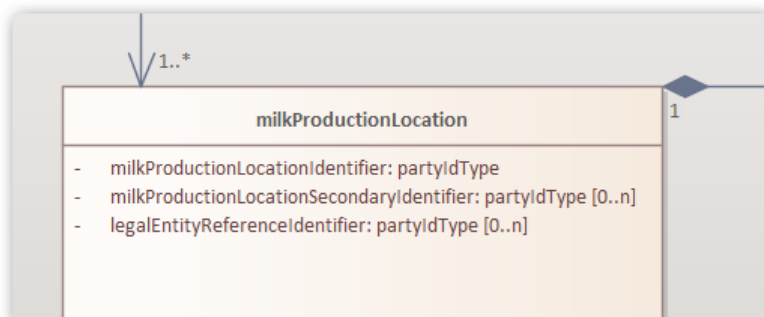 1..*
milkProductionLocation
1
- milkProductionLocationIdentifier: partyIdType
- milkProductionLocationSecondaryIdentifier: partyIdType [0..n]
- legalEntityReferenceIdentifier: partyIdType [0..n]